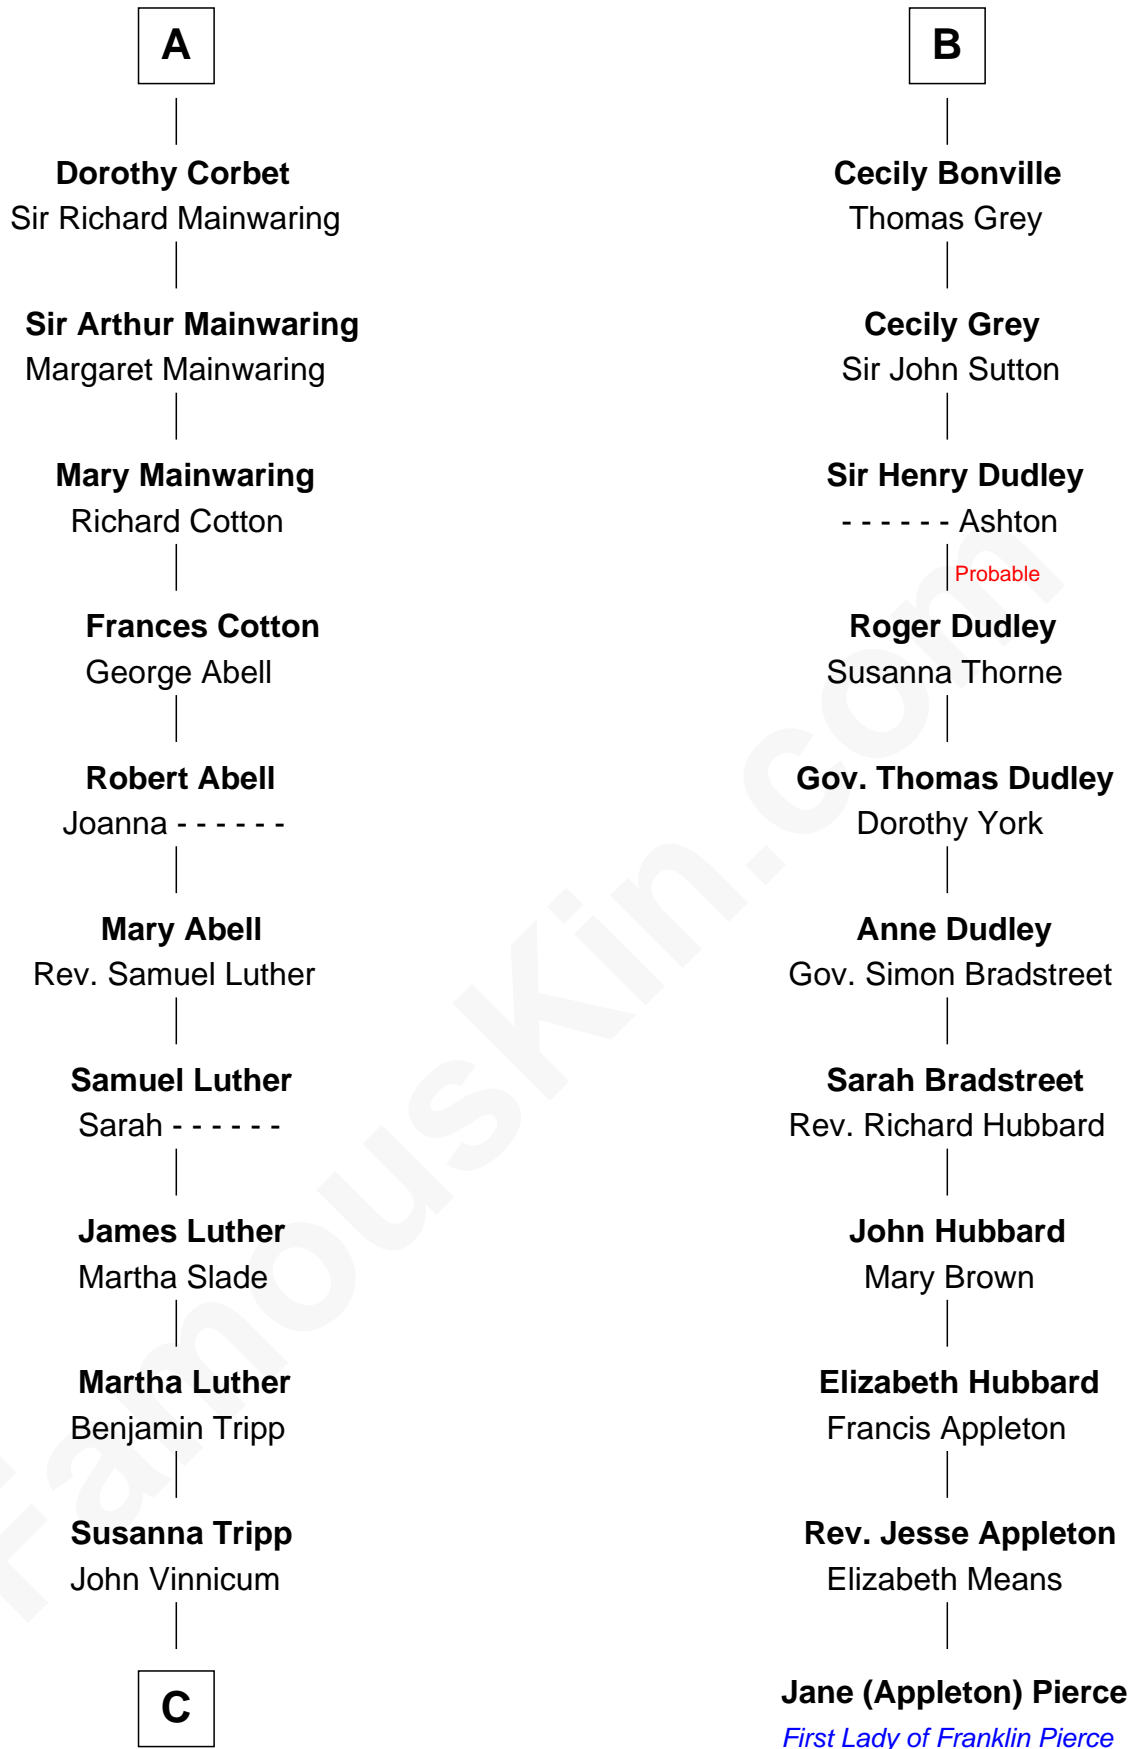 A
Dorothy Corbet
Sir Richard Mainwaring
Sir Arthur Mainwaring
Margaret Mainwaring
Mary Mainwaring
Richard Cotton
Frances Cotton
George Abell
Robert Abell
Joanna - - - - - -
Mary Abell
Rev. Samuel Luther
Samuel Luther
Sarah - - - - - -
James Luther
Martha Slade
Martha Luther
Benjamin Tripp
Susanna Tripp
John Vinnicum
C
B
Cecily Bonville
Thomas Grey
Cecily Grey
Sir John Sutton
Sir Henry Dudley
- - - - - - Ashton
Probable
Roger Dudley
Susanna Thorne
Gov. Thomas Dudley
Dorothy York
Anne Dudley
Gov. Simon Bradstreet
Sarah Bradstreet
Rev. Richard Hubbard
John Hubbard
Mary Brown
Elizabeth Hubbard
Francis Appleton
Rev. Jesse Appleton
Elizabeth Means
Jane (Appleton) Pierce
First Lady of Franklin Pierce
FamousKin.com